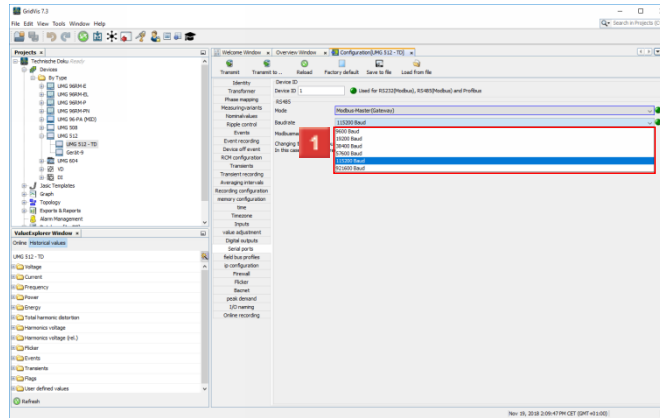 GridVis 7.3
File Edit View Tools Window Help
Search in Projects (C
Projects
Technische Doku Ready
Devices
By Type
UMG 96RM-E
UMG 96RM-EL
UMG 96RM-P
UMG 96RM-PN
UMG 96-PA (MID)
UMG 508
UMG 512
UMG 512 - TD
Gerät-6
UMG 604
VD
DI
Jasic Templates
Graph
Topology
Exports & Reports
Alarm Management
ValueExplorer Window
Online Historical values
UMG 512 - TD
Voltage
Current
Frequency
Power
Energy
Total harmonic distortion
Harmonics voltage
Harmonics voltage (rel.)
Flicker
Events
Transients
Flags
User defined values
Refresh
Welcome Window Overview Window Configuration[UMG 512 - TD]
Transmit Transmit to .. Reload Factory default Save to file Load from file
Identity
Transformer
Phase mapping
Measuringvariants
Nominalvalues
Ripple control
Events
Event recording
Device off event
RCM configuration
Transients
Transient recording
Averaging intervals
Recording configuration
memory configuration
time
Timezone
Inputs
value adjustment
Digital outputs
Serial ports
field bus profiles
ip configuration
Firewall
Flicker
Bacnet
peak demand
I/O naming
Online recording
Device ID
Device ID 1 Used for RS232(Modbus), RS485(Modbus) and Profibus
RS485
Mode Modbus-Master(Gateway)
Baudrate 115200 Baud
9600 Baud
19200 Baud
38400 Baud
57600 Baud
115200 Baud
921600 Baud
Changing t
In this case
1
Nov 19, 2018 2:09:47 PM CET (GMT+01:00)